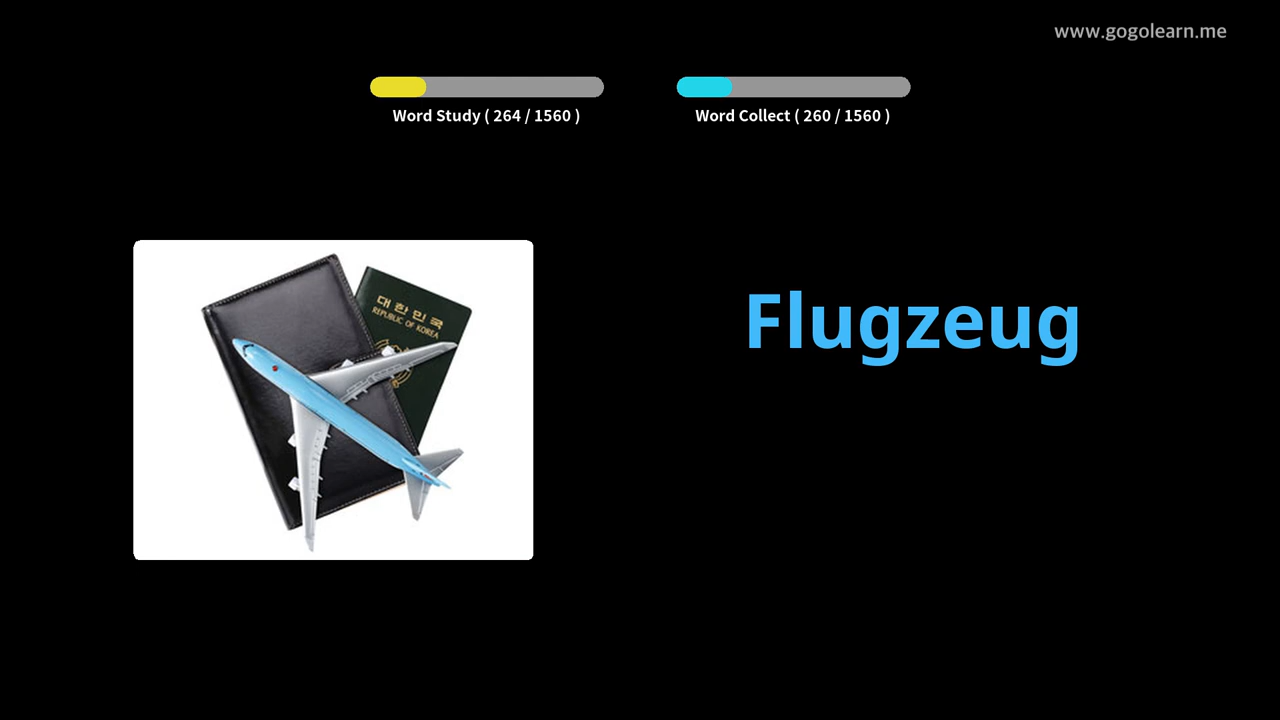 www.gogolearn.me
Word Study ( 264 / 1560 )
Word Collect ( 260 / 1560 )
대한민국
REPUBLIC OF KOREA
Flugzeug